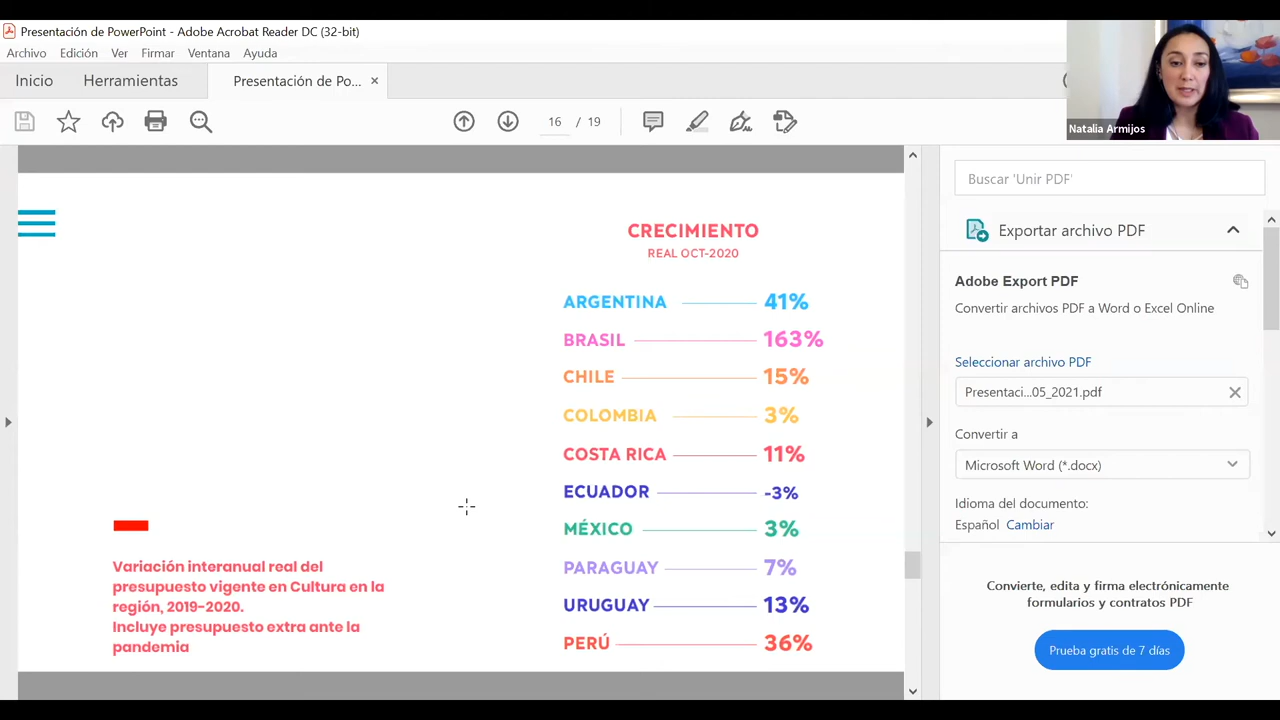 Presentación de PowerPoint - Adobe Acrobat Reader DC (32-bit)
Archivo Edición Ver Firmar Ventana Ayuda
Inicio Herramientas Presentación de Po... ×
16 / 19
Natalia Armijos
CRECIMIENTO
REAL OCT-2020
ARGENTINA 41%
BRASIL 163%
CHILE 15%
COLOMBIA 3%
COSTA RICA 11%
ECUADOR -3%
MÉXICO 3%
PARAGUAY 7%
URUGUAY 13%
PERÚ 36%
Variación interanual real del
presupuesto vigente en Cultura en la
región, 2019-2020.
Incluye presupuesto extra ante la
pandemia
Buscar 'Unir PDF'
Exportar archivo PDF
Adobe Export PDF
Convertir archivos PDF a Word o Excel Online
Seleccionar archivo PDF
Presentaci...05_2021.pdf
Convertir a
Microsoft Word (*.docx)
Idioma del documento:
Español Cambiar
Convierte, edita y firma electrónicamente
formularios y contratos PDF
Prueba gratis de 7 días